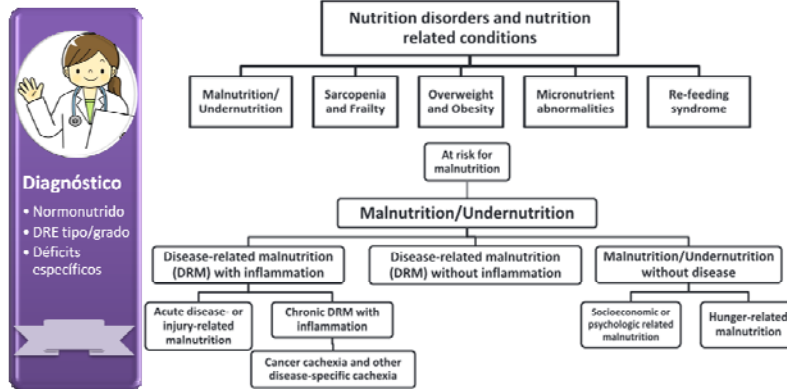 Diagnóstico
• Normonutrido
• DRE tipo/grado
• Déficits
específicos
Nutrition disorders and nutrition
related conditions
Malnutrition/
Undernutrition
Sarcopenia
and Frailty
Overweight
and Obesity
Micronutrient
abnormalities
Re-feeding
syndrome
At risk for
malnutrition
Malnutrition/Undernutrition
Disease-related malnutrition
(DRM) with inflammation
Disease-related malnutrition
(DRM) without inflammation
Malnutrition/Undernutrition
without disease
Acute disease- or
injury-related
malnutrition
Chronic DRM with
inflammation
Socioeconomic or
psychologic related
malnutrition
Hunger-related
malnutrition
Cancer cachexia and other
disease-specific cachexia